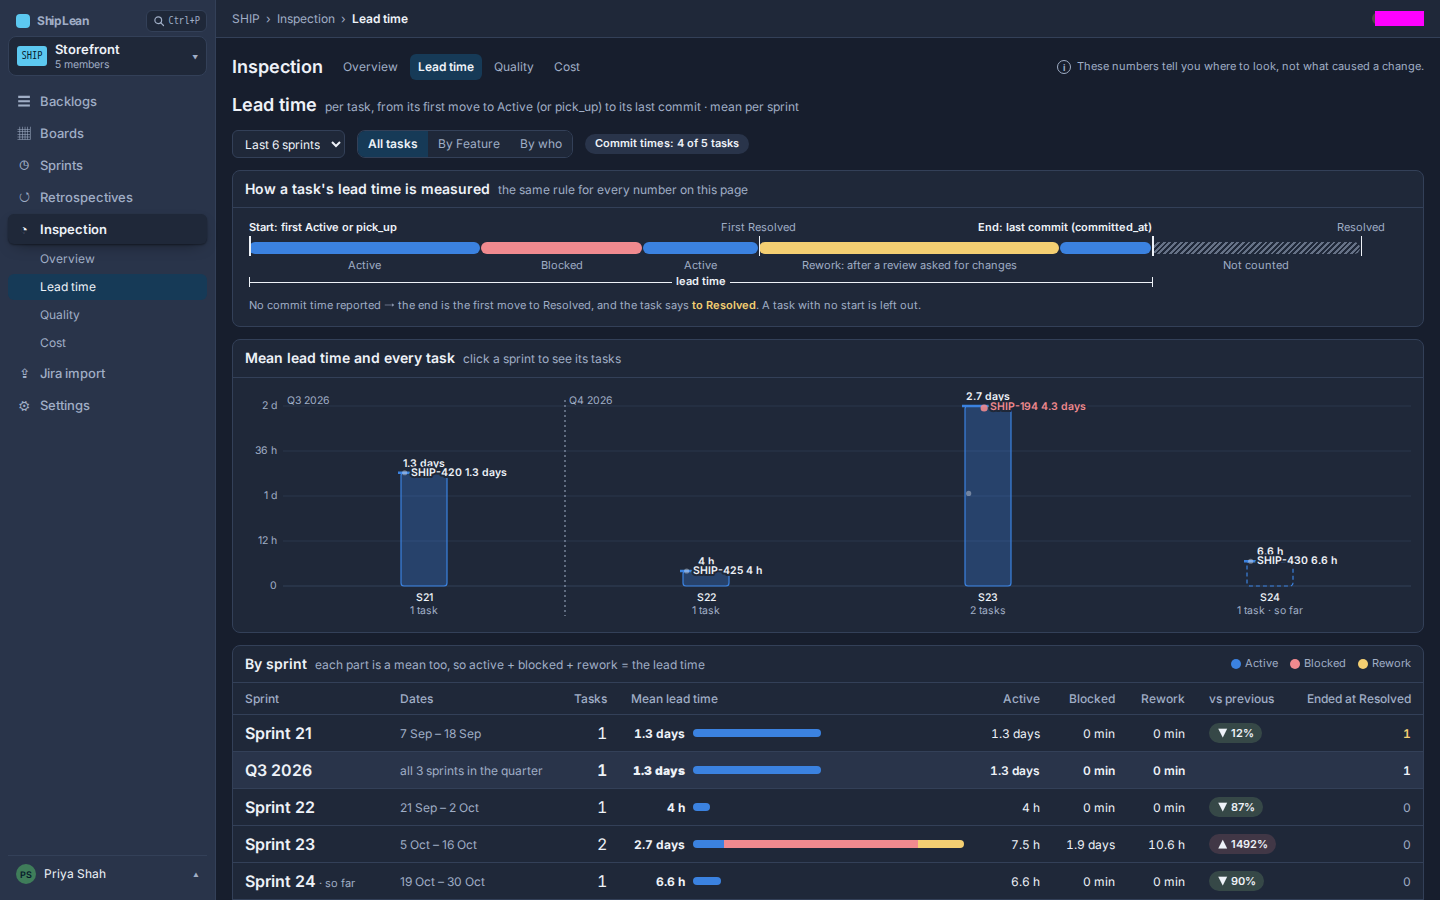 ShipLean
Ctrl+P
SHIP
Storefront
5 members
Backlogs
Boards
Sprints
Retrospectives
Inspection
Overview
Lead time
Quality
Cost
Jira import
Settings
PS
Priya Shah
SHIP › Inspection › Lead time
Inspection
Overview
Lead time
Quality
Cost
These numbers tell you where to look, not what caused a change.
Lead time per task, from its first move to Active (or pick_up) to its last commit · mean per sprint
Last 6 sprints
All tasks
By Feature
By who
Commit times: 4 of 5 tasks
How a task's lead time is measured the same rule for every number on this page
Start: first Active or pick_up
First Resolved
End: last commit (committed_at)
Resolved
Active
Blocked
Active
Rework: after a review asked for changes
Not counted
lead time
No commit time reported → the end is the first move to Resolved, and the task says to Resolved. A task with no start is left out.
Mean lead time and every task click a sprint to see its tasks
Q3 2026
Q4 2026
2 d
36 h
1 d
12 h
0
1.3 days
SHIP-420 1.3 days
4 h
SHIP-425 4 h
2.7 days
SHIP-194 4.3 days
6.6 h
SHIP-430 6.6 h
S21
1 task
S22
1 task
S23
2 tasks
S24
1 task · so far
By sprint each part is a mean too, so active + blocked + rework = the lead time
Active
Blocked
Rework
Sprint Dates Tasks Mean lead time Active Blocked Rework vs previous Ended at Resolved
Sprint 21 7 Sep – 18 Sep 1 1.3 days 1.3 days 0 min 0 min ▼ 12% 1
Q3 2026 all 3 sprints in the quarter 1 1.3 days 1.3 days 0 min 0 min 1
Sprint 22 21 Sep – 2 Oct 1 4 h 4 h 0 min 0 min ▼ 87% 0
Sprint 23 5 Oct – 16 Oct 2 2.7 days 7.5 h 1.9 days 10.6 h ▲ 1492% 0
Sprint 24 · so far 19 Oct – 30 Oct 1 6.6 h 6.6 h 0 min 0 min ▼ 90% 0